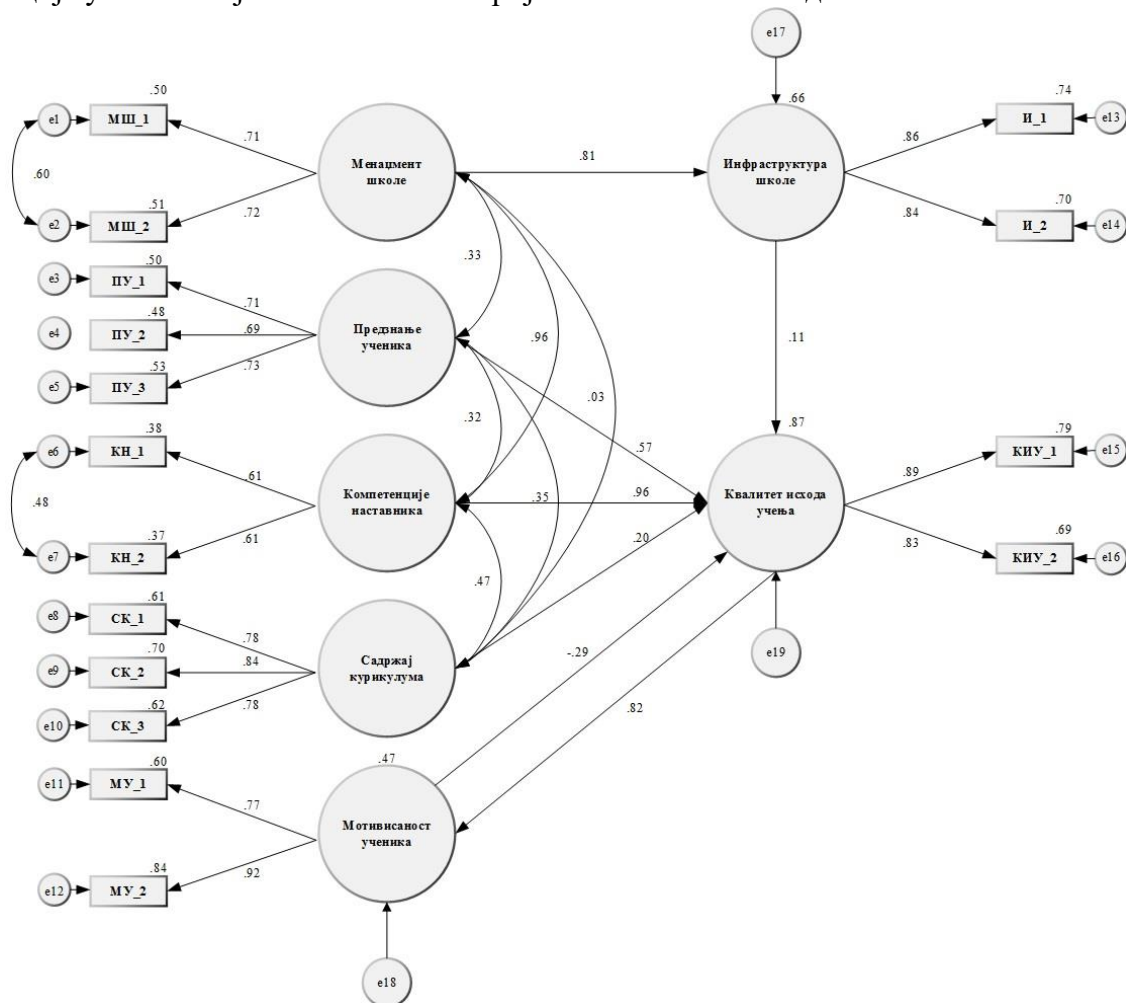 e17
.50
.66
.74
e1
МШ_1
Менаџмент
школе
.71
.81
Инфраструктура
школе
.86
И_1
e13
.60
.51
.72
.84
.70
e2
МШ_2
И_2
e14
.50
e3
ПУ_1
.33
.71
.48
e4
ПУ_2
.69
Предзнање
ученика
.96
.11
.53
.73
e5
ПУ_3
.03
.32
.38
.57
.87
.79
e6
КН_1
.61
.89
КИУ_1
e15
.48
Компетенције
наставника
.35
.96
Квалитет исхода
учења
.37
.61
.20
.83
.69
e7
КН_2
КИУ_2
e16
.47
.61
e8
СК_1
.78
.70
e9
СК_2
.84
Садржај
курикулума
-.29
e19
.62
.78
e10
СК_3
.82
.60
.47
e11
МУ_1
.77
Мотивисаност
ученика
.84
.92
e12
МУ_2
e18